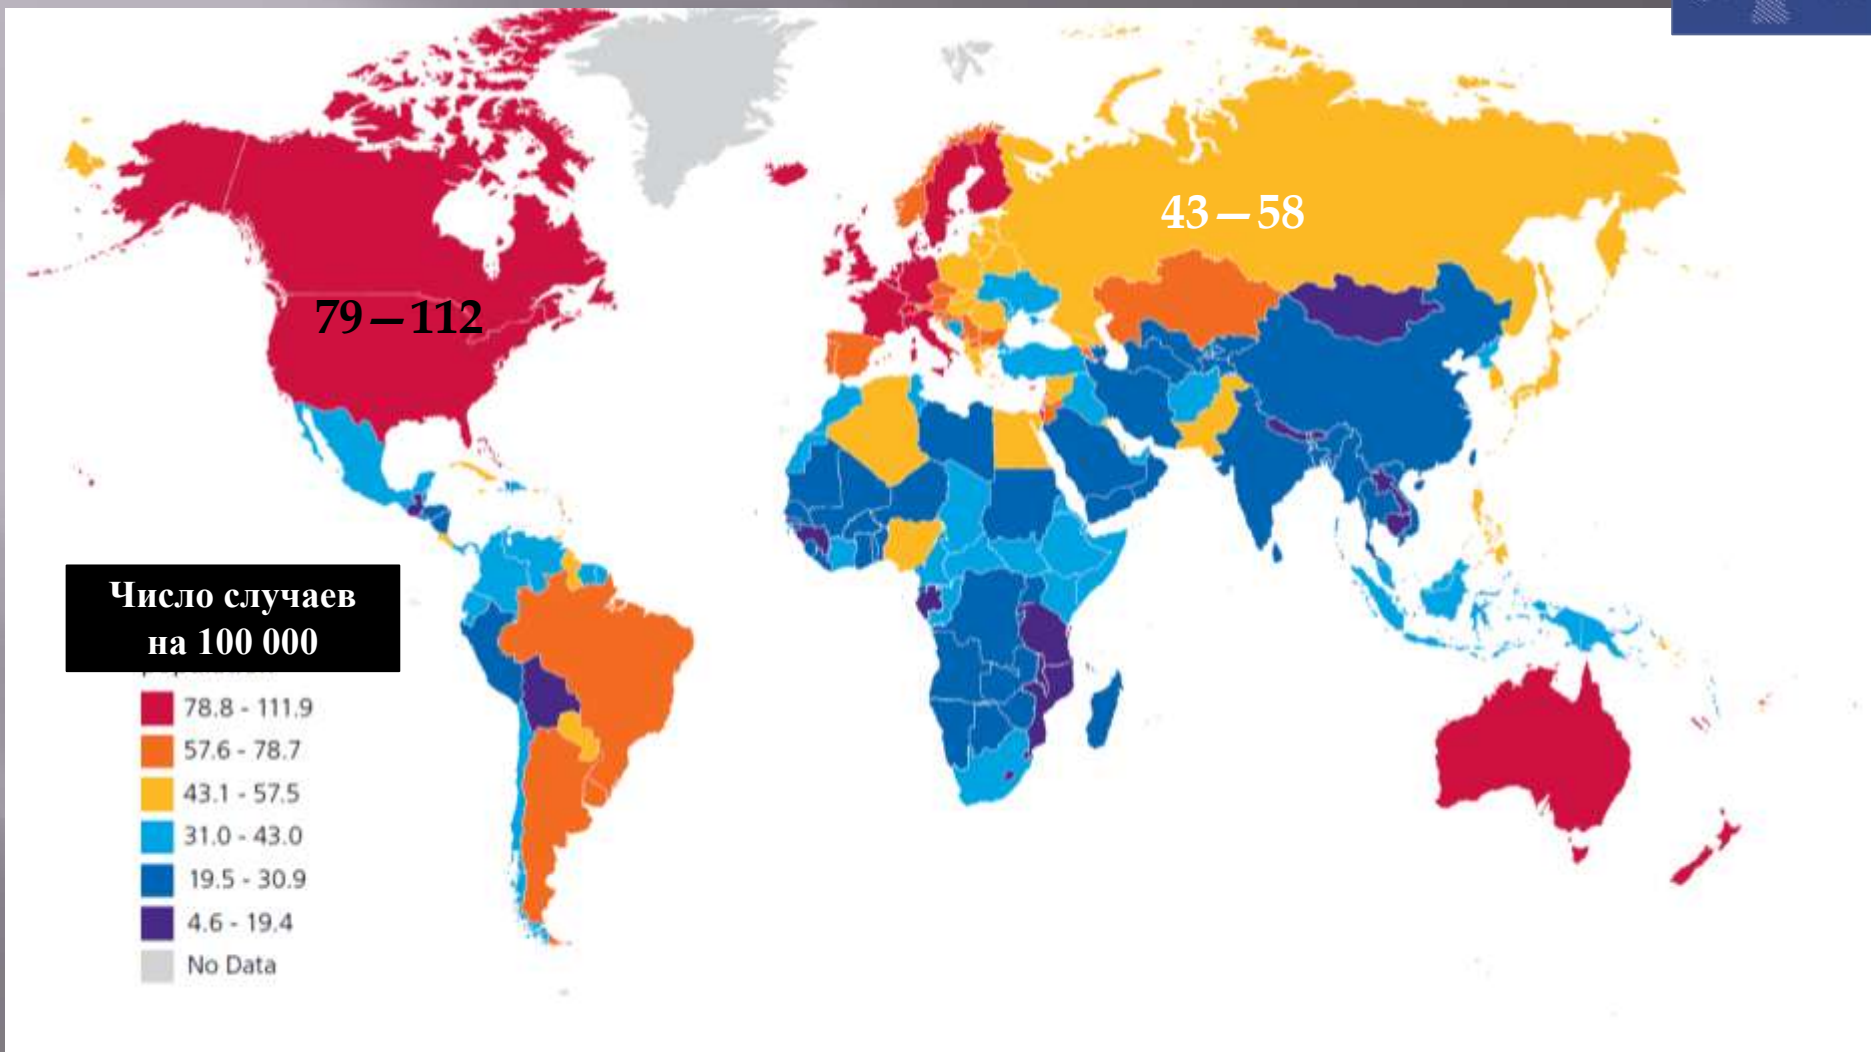 43—58
79—112
Число случаев
на 100 000
78.8 - 111.9
57.6 - 78.7
43.1 - 57.5
31.0 - 43.0
19.5 - 30.9
4.6 - 19.4
No Data